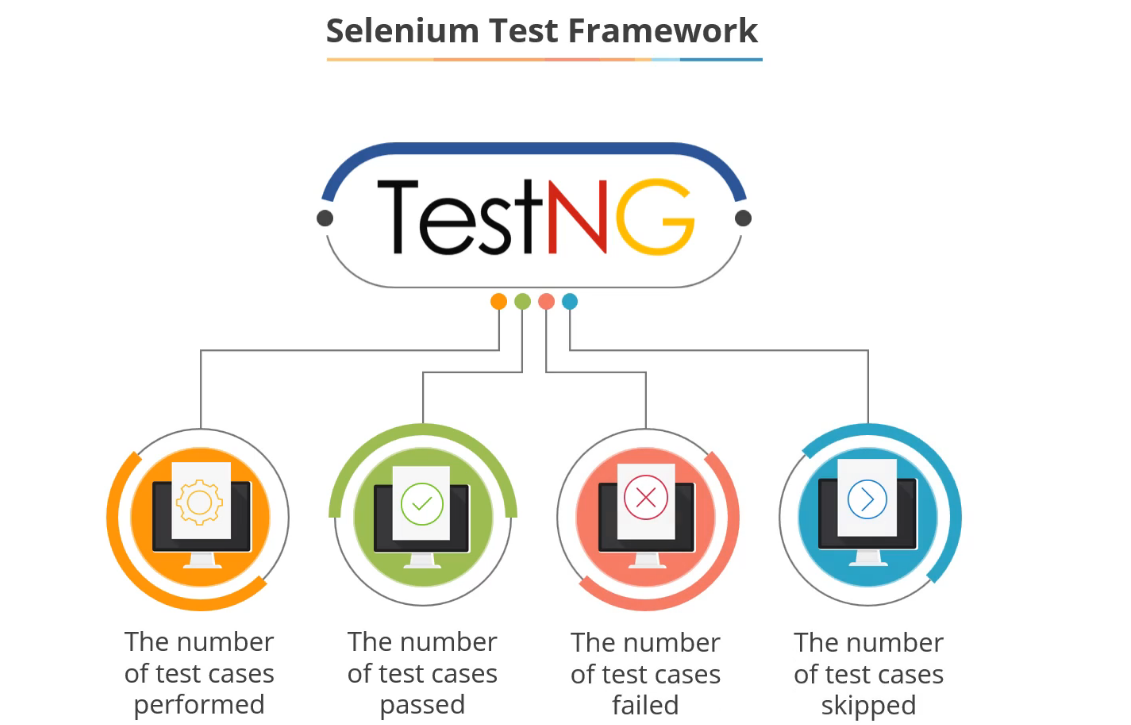 Selenium Test Framework
TestNG
The number
of test cases
performed
The number
of test cases
passed
The number
of test cases
failed
The number
of test cases
skipped